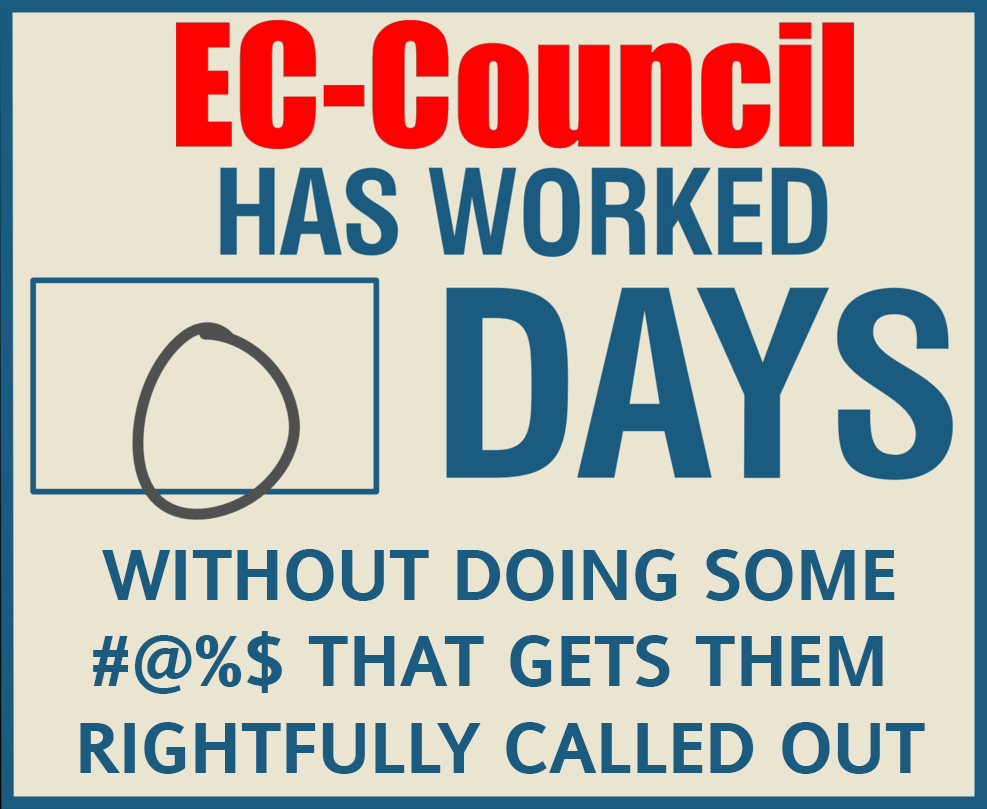 EC-Council
HAS WORKED
0 DAYS
WITHOUT DOING SOME
#@%$ THAT GETS THEM
RIGHTFULLY CALLED OUT